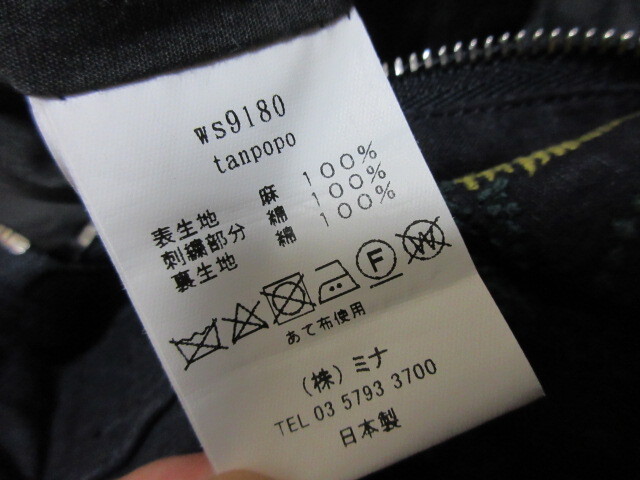 ws9180
tanpopo
表生地 麻 100%
刺繍部分 綿 100%
裏生地 綿 100%
F W
あて布使用
(株)ミナ
TEL 03 5793 3700
日本製